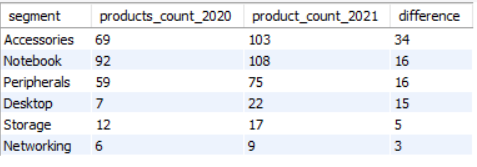 segment products_count_2020 product_count_2021 difference
Accessories 69 103 34
Notebook 92 108 16
Peripherals 59 75 16
Desktop 7 22 15
Storage 12 17 5
Networking 6 9 3